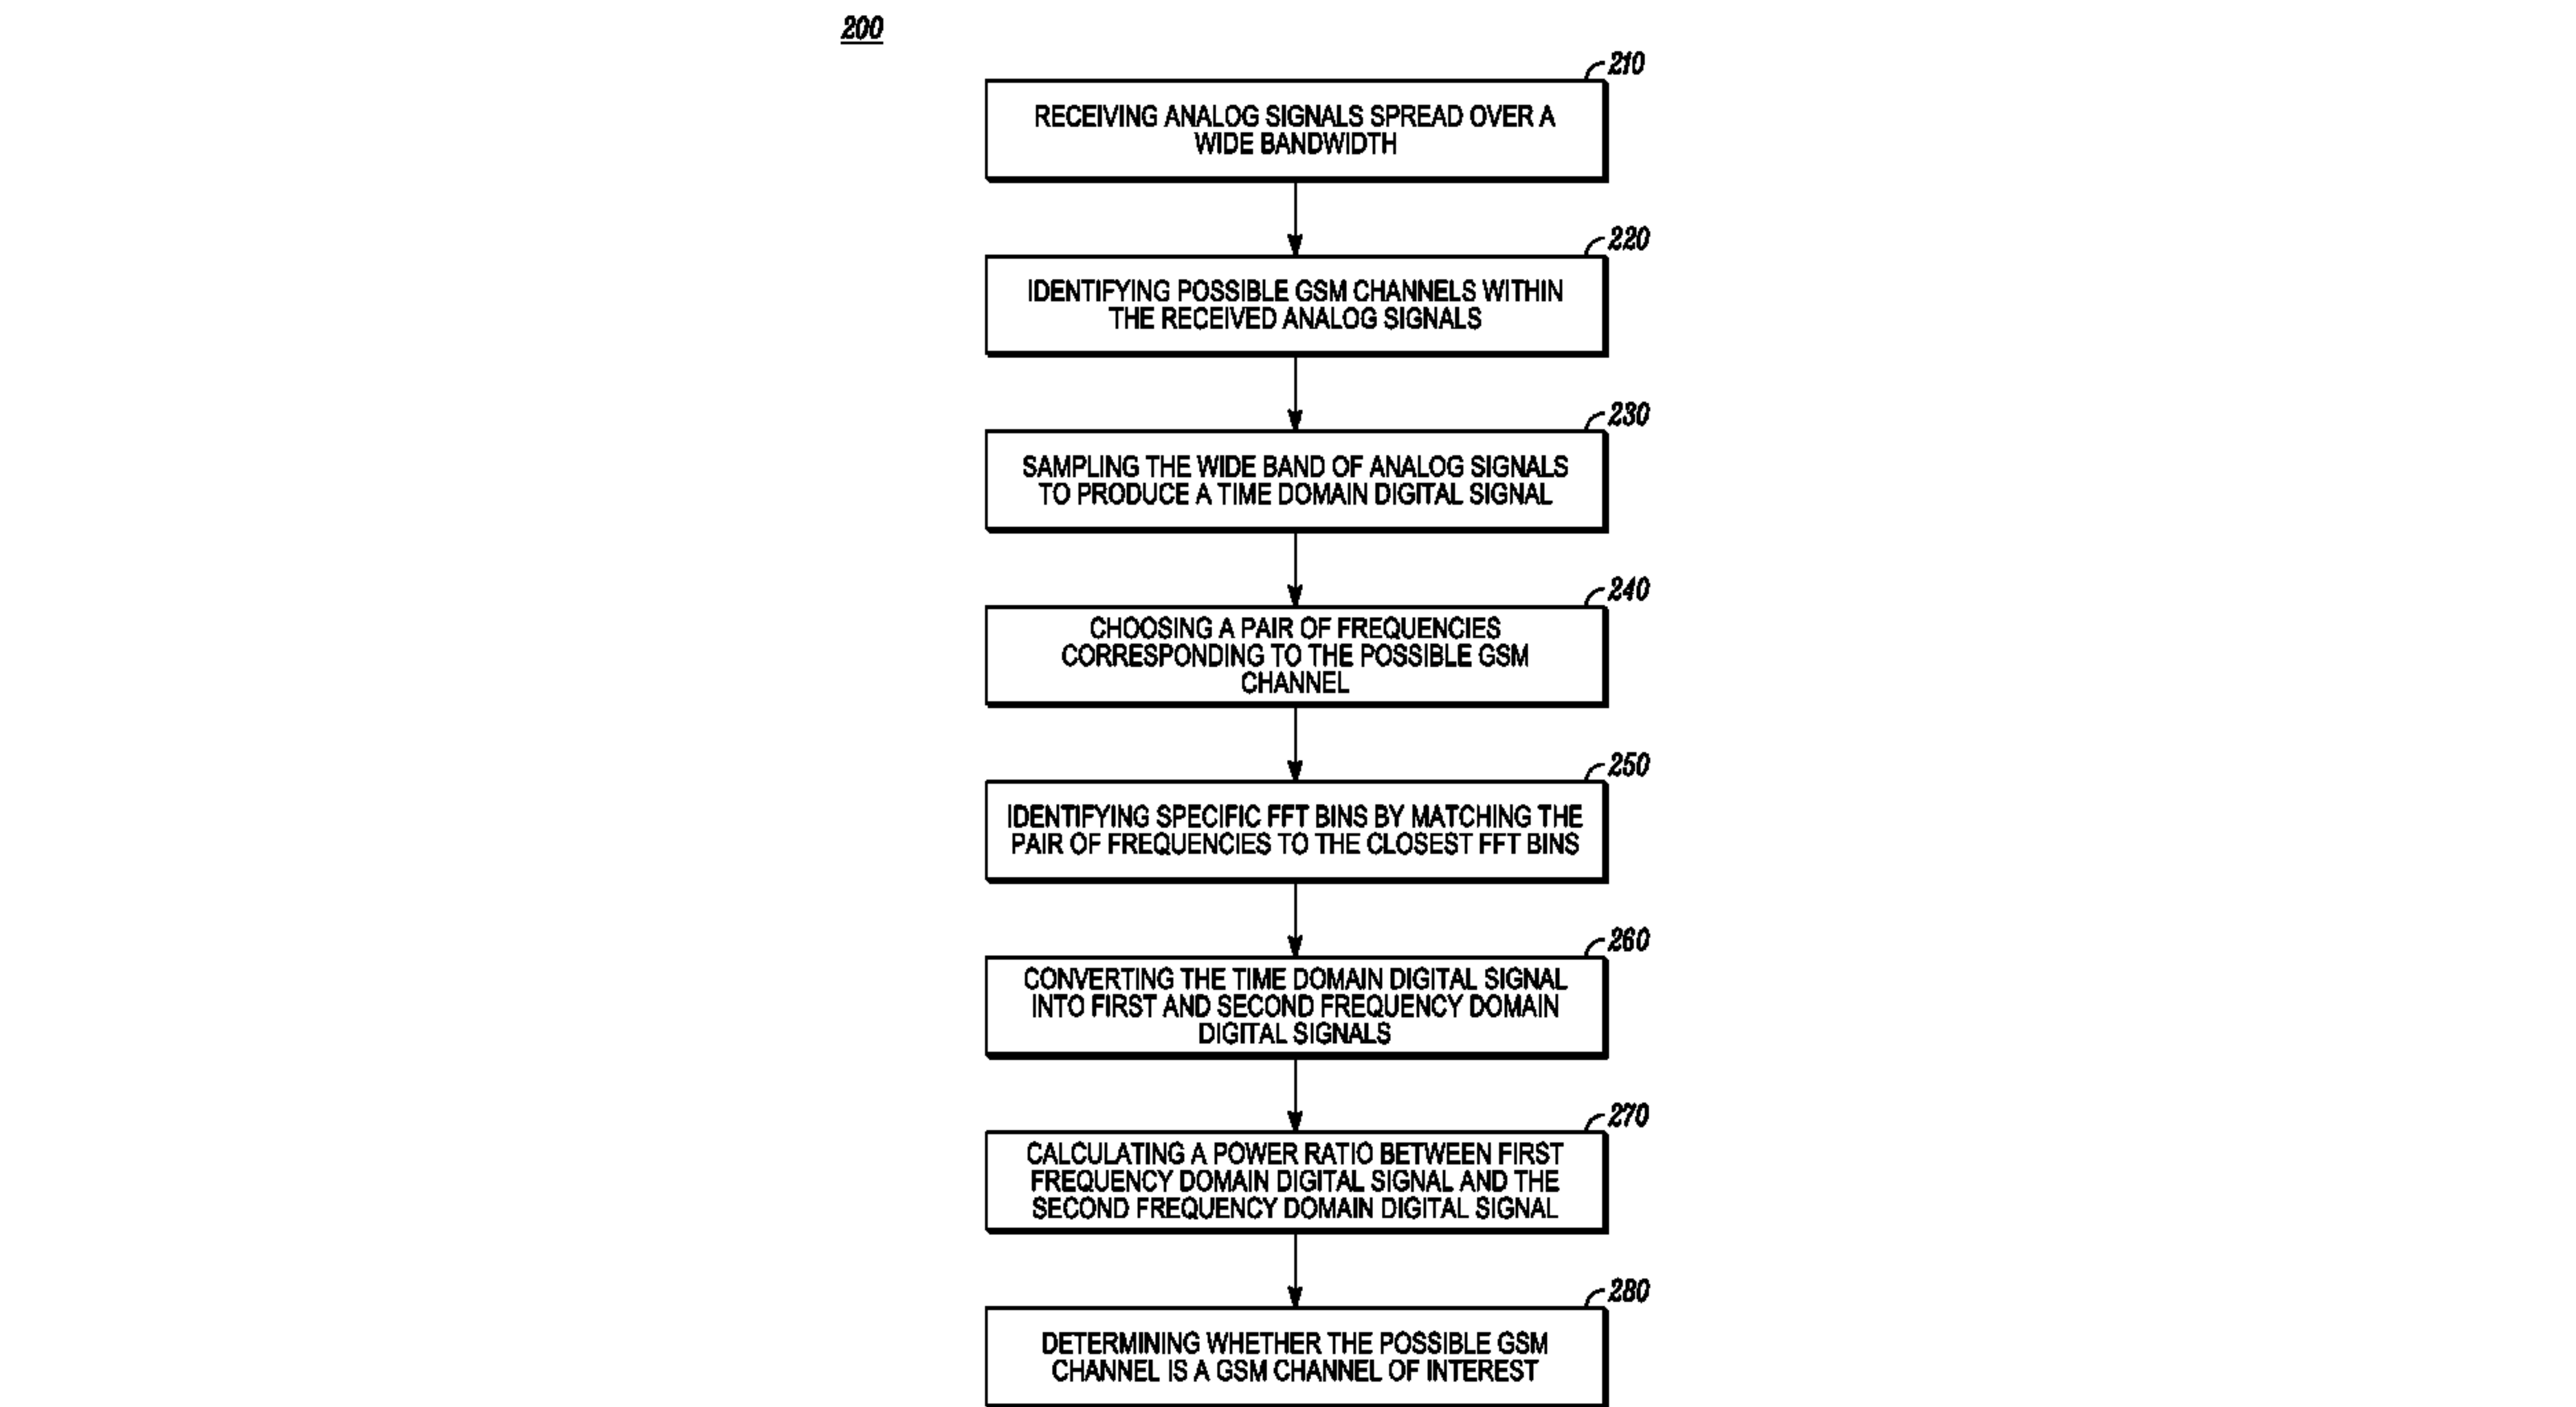 200
210
RECEIVING ANALOG SIGNALS SPREAD OVER A
WIDE BANDWIDTH
220
IDENTIFYING POSSIBLE GSM CHANNELS WITHIN
THE RECEIVED ANALOG SIGNALS
230
SAMPLING THE WIDE BAND OF ANALOG SIGNALS
TO PRODUCE A TIME DOMAIN DIGITAL SIGNAL
240
CHOOSING A PAIR OF FREQUENCIES
CORRESPONDING TO THE POSSIBLE GSM
CHANNEL
250
IDENTIFYING SPECIFIC FFT BINS BY MATCHING THE
PAIR OF FREQUENCIES TO THE CLOSEST FFT BINS
260
CONVERTING THE TIME DOMAIN DIGITAL SIGNAL
INTO FIRST AND SECOND FREQUENCY DOMAIN
DIGITAL SIGNALS
270
CALCULATING A POWER RATIO BETWEEN FIRST
FREQUENCY DOMAIN DIGITAL SIGNAL AND THE
SECOND FREQUENCY DOMAIN DIGITAL SIGNAL
280
DETERMINING WHETHER THE POSSIBLE GSM
CHANNEL IS A GSM CHANNEL OF INTEREST